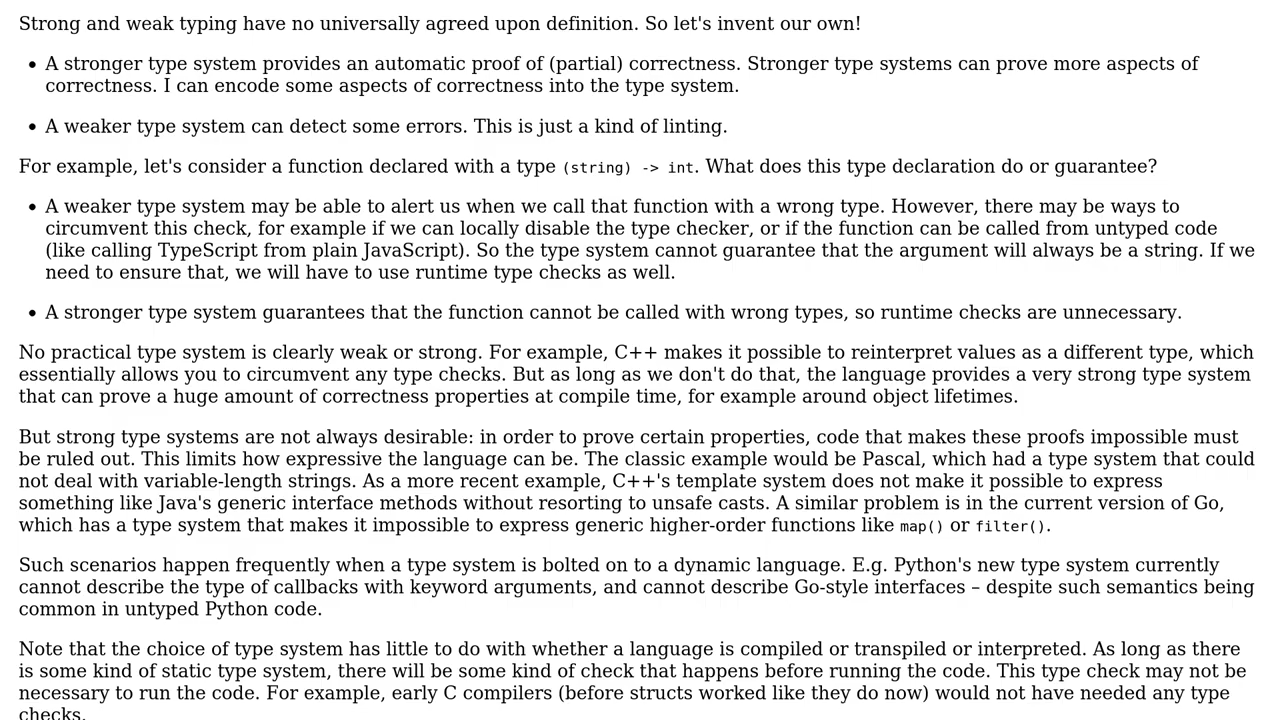 Strong and weak typing have no universally agreed upon definition. So let's invent our own!
• A stronger type system provides an automatic proof of (partial) correctness. Stronger type systems can prove more aspects of
correctness. I can encode some aspects of correctness into the type system.
• A weaker type system can detect some errors. This is just a kind of linting.
For example, let's consider a function declared with a type (string) -> int. What does this type declaration do or guarantee?
• A weaker type system may be able to alert us when we call that function with a wrong type. However, there may be ways to
circumvent this check, for example if we can locally disable the type checker, or if the function can be called from untyped code
(like calling TypeScript from plain JavaScript). So the type system cannot guarantee that the argument will always be a string. If we
need to ensure that, we will have to use runtime type checks as well.
• A stronger type system guarantees that the function cannot be called with wrong types, so runtime checks are unnecessary.
No practical type system is clearly weak or strong. For example, C++ makes it possible to reinterpret values as a different type, which
essentially allows you to circumvent any type checks. But as long as we don't do that, the language provides a very strong type system
that can prove a huge amount of correctness properties at compile time, for example around object lifetimes.
But strong type systems are not always desirable: in order to prove certain properties, code that makes these proofs impossible must
be ruled out. This limits how expressive the language can be. The classic example would be Pascal, which had a type system that could
not deal with variable-length strings. As a more recent example, C++'s template system does not make it possible to express
something like Java's generic interface methods without resorting to unsafe casts. A similar problem is in the current version of Go,
which has a type system that makes it impossible to express generic higher-order functions like map() or filter().
Such scenarios happen frequently when a type system is bolted on to a dynamic language. E.g. Python's new type system currently
cannot describe the type of callbacks with keyword arguments, and cannot describe Go-style interfaces – despite such semantics being
common in untyped Python code.
Note that the choice of type system has little to do with whether a language is compiled or transpiled or interpreted. As long as there
is some kind of static type system, there will be some kind of check that happens before running the code. This type check may not be
necessary to run the code. For example, early C compilers (before structs worked like they do now) would not have needed any type
checks.